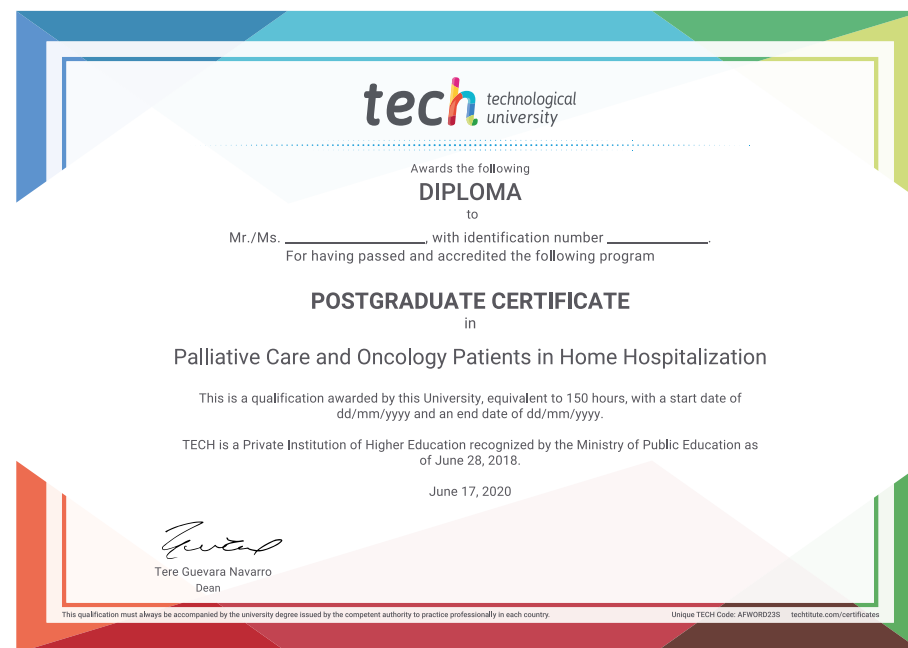 tech technological
university
Awards the following
DIPLOMA
to
Mr./Ms. ____________________, with identification number ______________.
For having passed and accredited the following program
POSTGRADUATE CERTIFICATE
in
Palliative Care and Oncology Patients in Home Hospitalization
This is a qualification awarded by this University, equivalent to 150 hours, with a start date of
dd/mm/yyyy and an end date of dd/mm/yyyy.
TECH is a Private Institution of Higher Education recognized by the Ministry of Public Education as
of June 28, 2018.
June 17, 2020
Tere Guevara Navarro
Dean
This qualification must always be accompanied by the university degree issued by the competent authority to practice professionally in each country. Unique TECH Code: AFWORD23S techtitute.com/certificates